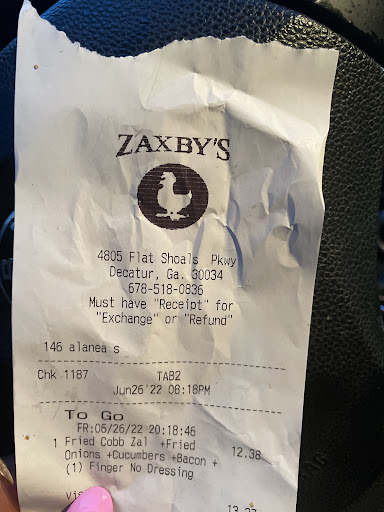 ZAXBY'S
4805 Flat Shoals Pkwy
Decatur, Ga. 30034
678-518-0836
Must have "Receipt" for
"Exchange" or "Refund"
146 alanea s
Chk 1187 TAB2
Jun26'22 08:18PM
To Go
FR:06/26/22 20:18:46
1 Fried Cobb Zal +Fried 12.38
Onions +Cucumbers +Bacon +
(1) Finger No Dressing